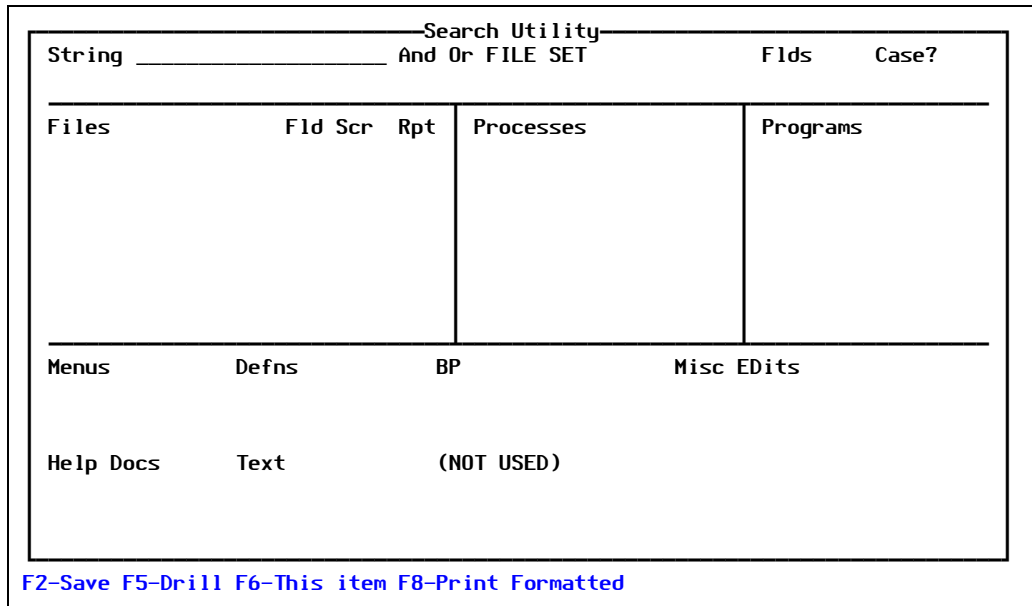 Search Utility
String ____________________ And Or FILE SET Flds Case?
Files Fld Scr Rpt Processes Programs
Menus Defns BP Misc EDits
Help Docs Text (NOT USED)
F2-Save F5-Drill F6-This item F8-Print Formatted